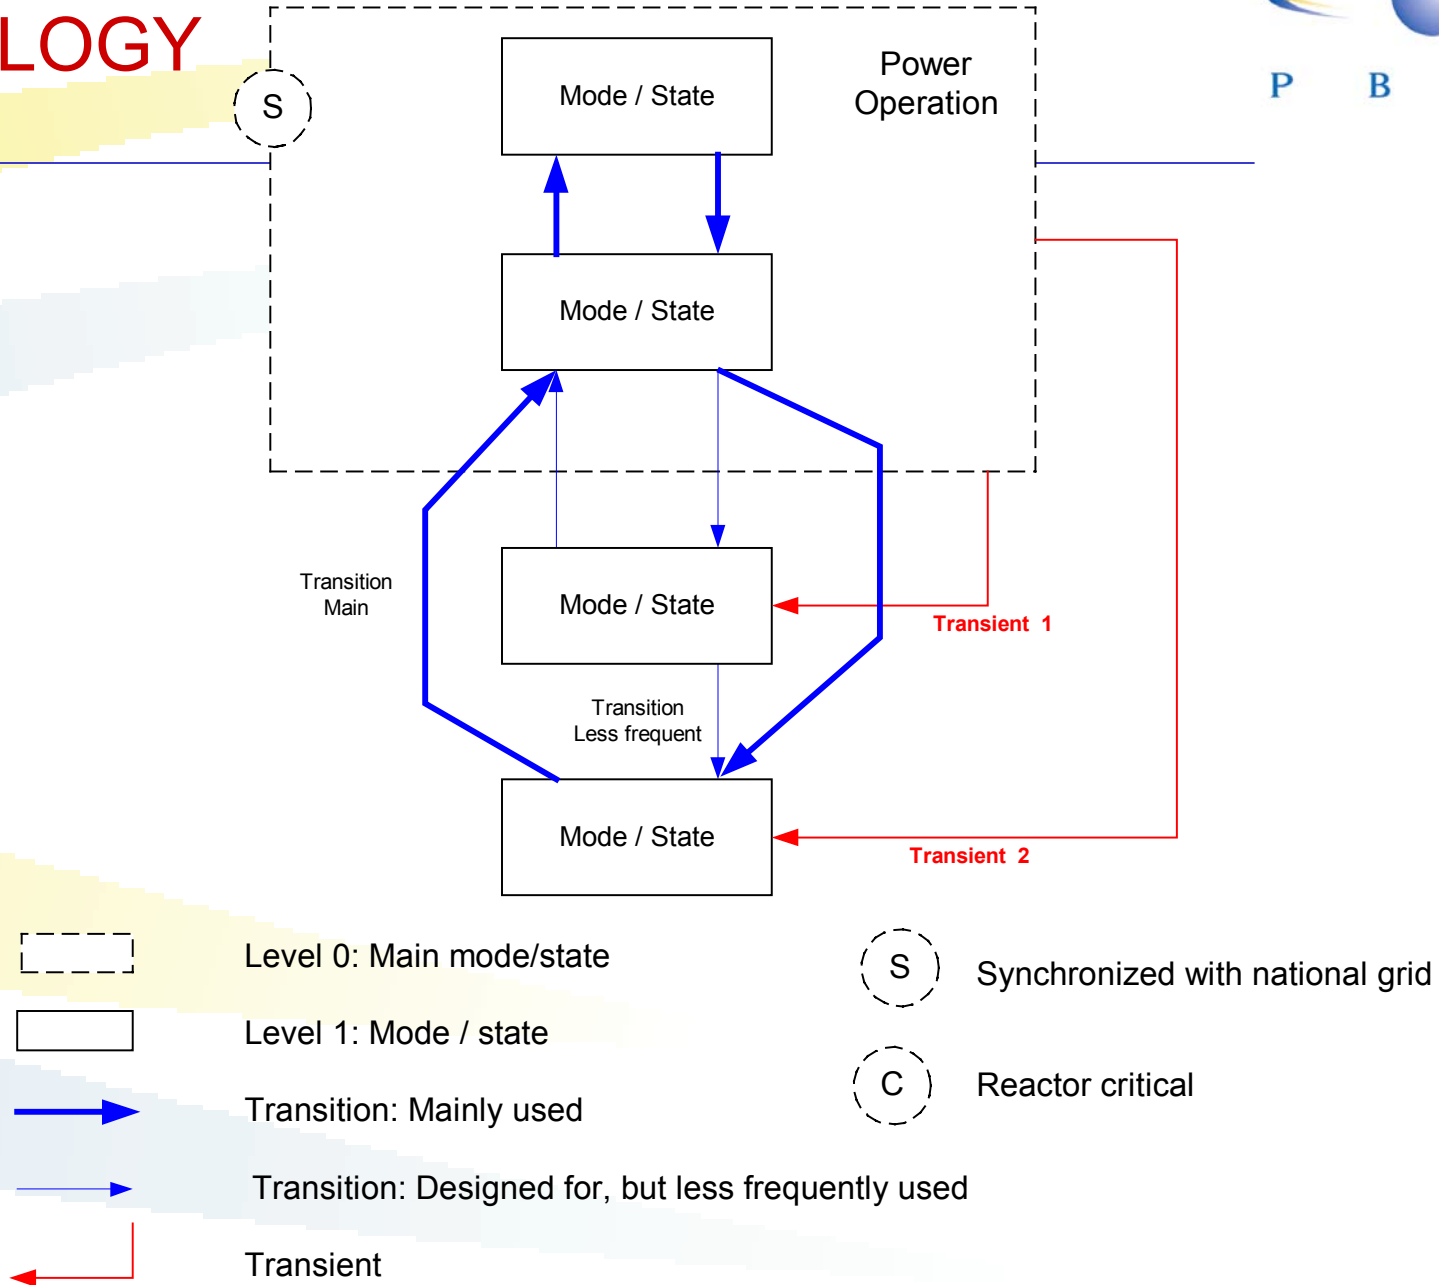 LOGY
P B
S
Mode / State
Power
Operation
Mode / State
Transition
Main
Mode / State
Transient 1
Transition
Less frequent
Mode / State
Transient 2
Level 0: Main mode/state
S
Synchronized with national grid
Level 1: Mode / state
C
Reactor critical
Transition: Mainly used
Transition: Designed for, but less frequently used
Transient